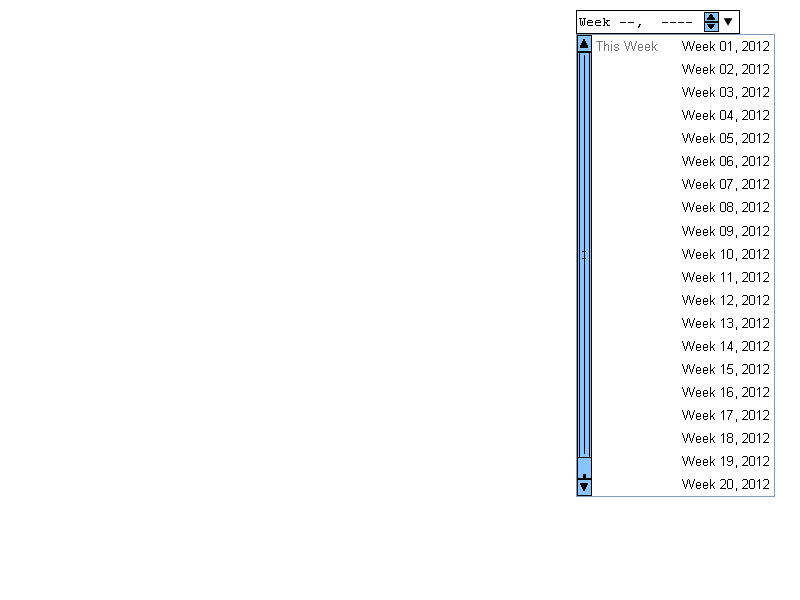 Week --, ----
This Week Week 01, 2012
Week 02, 2012
Week 03, 2012
Week 04, 2012
Week 05, 2012
Week 06, 2012
Week 07, 2012
Week 08, 2012
Week 09, 2012
Week 10, 2012
Week 11, 2012
Week 12, 2012
Week 13, 2012
Week 14, 2012
Week 15, 2012
Week 16, 2012
Week 17, 2012
Week 18, 2012
Week 19, 2012
Week 20, 2012